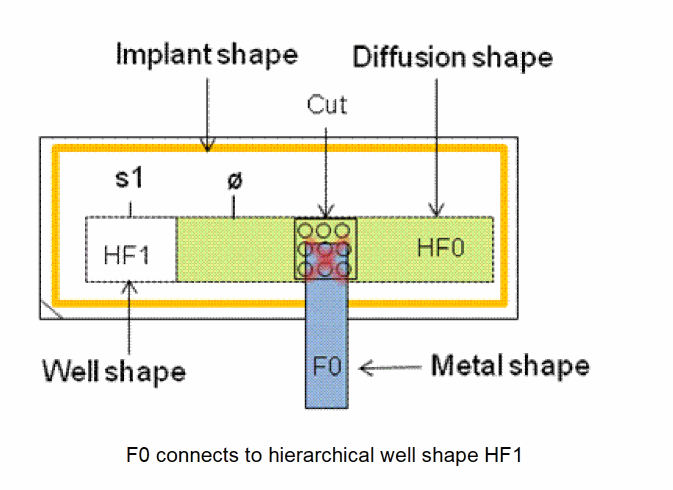 Implant shape
Diffusion shape
Cut
s1
ø
HF1
HF0
Well shape
F0
Metal shape
F0 connects to hierarchical well shape HF1